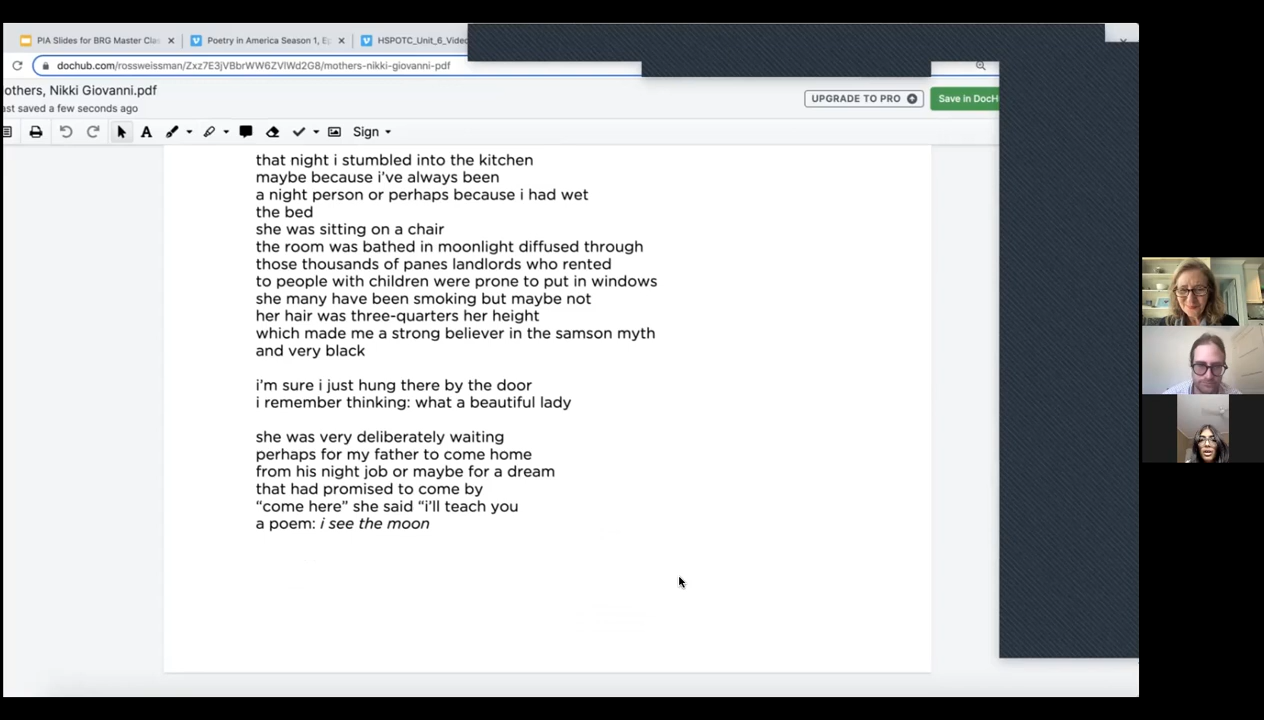 PIA Slides for BRG Master Cla
Poetry in America Season 1, E
HSPOTC_Unit_6_Video
dochub.com/rossweissman/Zxz7E3jVBbrWW6ZVlWd2G8/mothers-nikki-giovanni-pdf
others, Nikki Giovanni.pdf
ast saved a few seconds ago
UPGRADE TO PRO
Save in DocH
A
Sign
that night i stumbled into the kitchen
maybe because i've always been
a night person or perhaps because i had wet
the bed
she was sitting on a chair
the room was bathed in moonlight diffused through
those thousands of panes landlords who rented
to people with children were prone to put in windows
she many have been smoking but maybe not
her hair was three-quarters her height
which made me a strong believer in the samson myth
and very black
i'm sure i just hung there by the door
i remember thinking: what a beautiful lady
she was very deliberately waiting
perhaps for my father to come home
from his night job or maybe for a dream
that had promised to come by
“come here” she said “i'll teach you
a poem: i see the moon